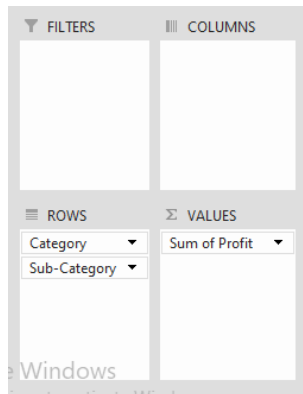 FILTERS
COLUMNS
ROWS
Category
Sub-Category
VALUES
Sum of Profit
Windows